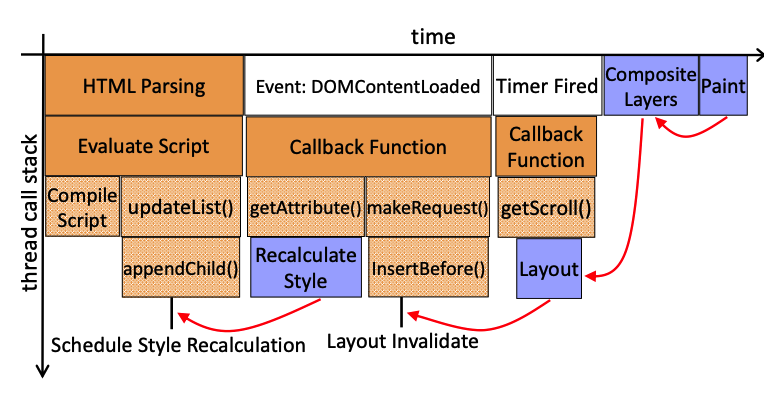 time
thread call stack
HTML Parsing
Event: DOMContentLoaded
Timer Fired
Composite
Layers
Paint
Evaluate Script
Callback Function
Callback
Function
Compile
Script
updateList()
getAttribute()
makeRequest()
getScroll()
appendChild()
Recalculate
Style
InsertBefore()
Layout
Schedule Style Recalculation
Layout Invalidate